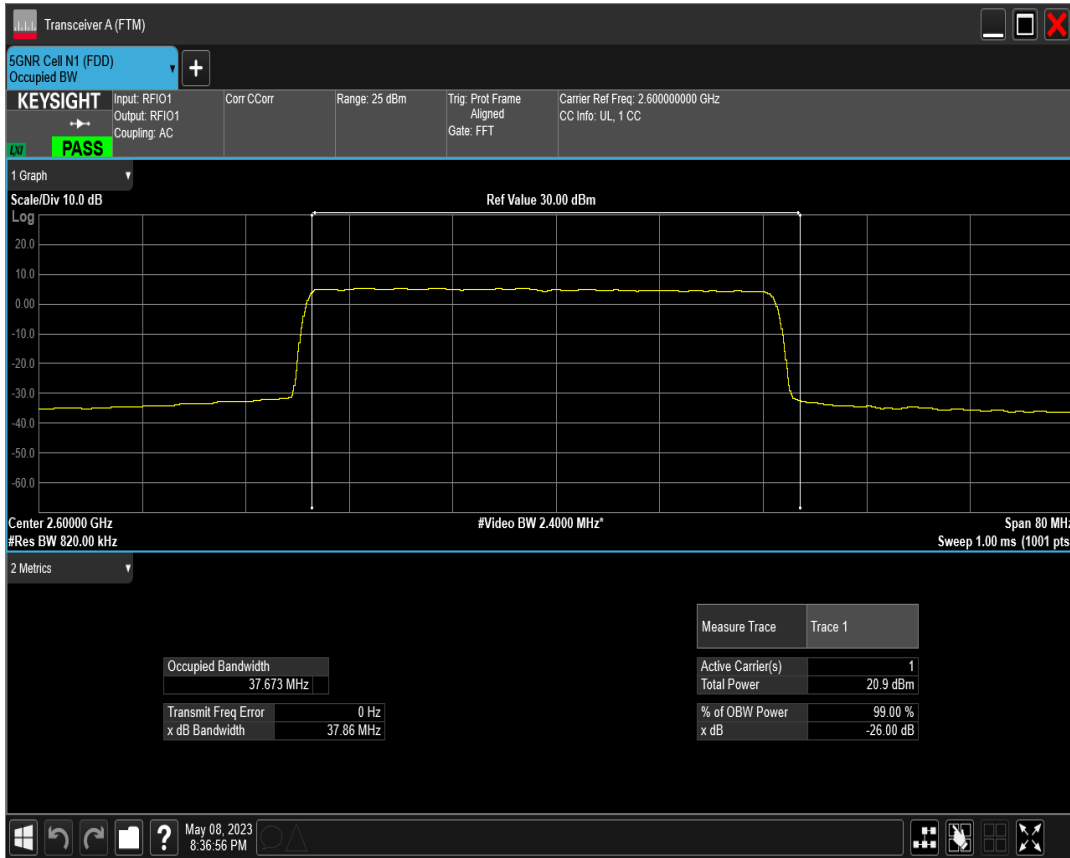 Transceiver A (FTM)
5GNR Cell N1 (FDD)
Occupied BW
+
KEYSIGHT
LXI
PASS
Input: RFIO1
Output: RFIO1
Coupling: AC
Corr CCorr
Range: 25 dBm
Trig: Prot Frame
Aligned
Gate: FFT
Carrier Ref Freq: 2.600000000 GHz
CC Info: UL, 1 CC
1 Graph
Scale/Div 10.0 dB
Ref Value 30.00 dBm
Log
20.0
10.0
0.00
-10.0
-20.0
-30.0
-40.0
-50.0
-60.0
Center 2.60000 GHz
#Video BW 2.4000 MHz*
Span 80 MHz
#Res BW 820.00 kHz
Sweep 1.00 ms (1001 pts
2 Metrics
Measure Trace Trace 1
Occupied Bandwidth
37.673 MHz
Active Carrier(s) 1
Total Power 20.9 dBm
Transmit Freq Error 0 Hz
x dB Bandwidth 37.86 MHz
% of OBW Power 99.00 %
x dB -26.00 dB
?
May 08, 2023
8:36:56 PM